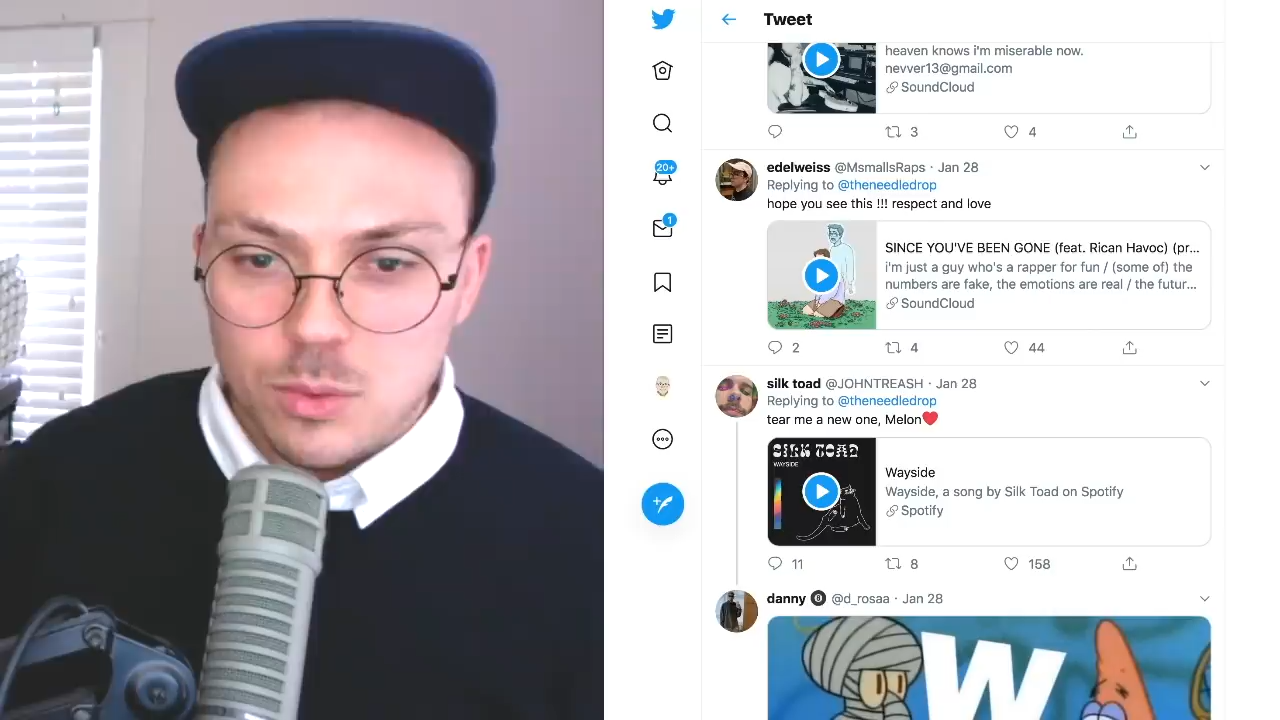 Tweet
heaven knows i'm miserable now.
nevver13@gmail.com
SoundCloud
3
4
20+
1
edelweiss @MsmallsRaps · Jan 28
Replying to @theneedledrop
hope you see this !!! respect and love
SINCE YOU'VE BEEN GONE (feat. Rican Havoc) (pr...
i'm just a guy who's a rapper for fun / (some of) the
numbers are fake, the emotions are real / the futur...
SoundCloud
2
4
44
silk toad @JOHNTREASH · Jan 28
Replying to @theneedledrop
tear me a new one, Melon❤️
SILK TOAD
WAYSIDE
Wayside
Wayside, a song by Silk Toad on Spotify
Spotify
11
8
158
danny 8 @d_rosaa · Jan 28
W